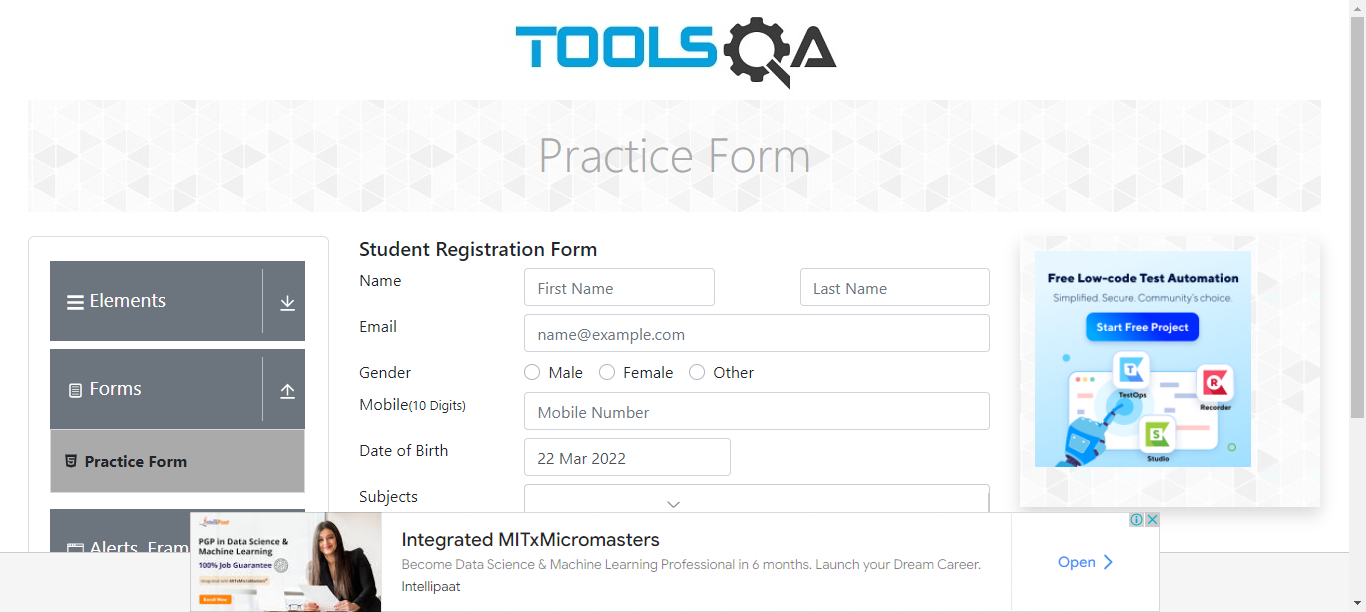 TOOLSQA
Practice Form
Elements
Forms
Practice Form
Student Registration Form
Name
First Name
Last Name
Email
name@example.com
Gender
Male
Female
Other
Mobile(10 Digits)
Mobile Number
Date of Birth
22 Mar 2022
Subjects
Free Low-code Test Automation
Simplified. Secure. Community's choice.
Start Free Project
TestOps
Recorder
Studio
Alerts, Fram
IntelliPaat
PGP in Data Science &
Machine Learning
100% Job Guarantee
Integrated with MITxMicroMasters
Enroll Now
Integrated MITxMicromasters
Become Data Science & Machine Learning Professional in 6 months. Launch your Dream Career.
Intellipaat
Open